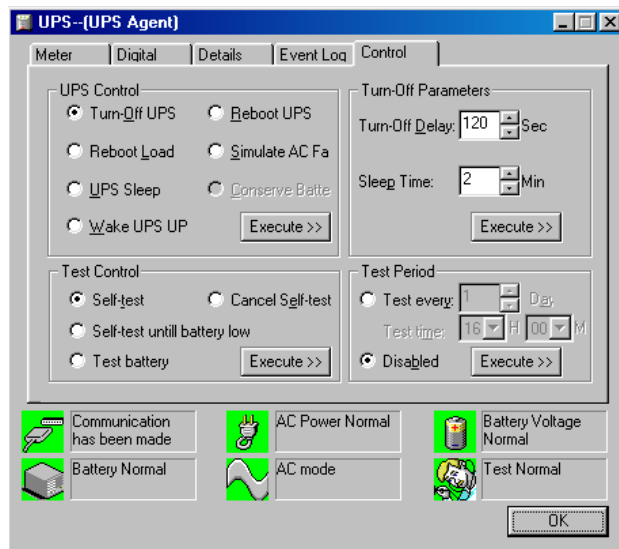 UPS--(UPS Agent)
Meter Digital Details Event Log Control
UPS Control
Turn-Off UPS Reboot UPS
Reboot Load Simulate AC Fa
UPS Sleep Conserve Batte
Wake UPS UP Execute >>
Turn-Off Parameters
Turn-Off Delay: 120 Sec
Sleep Time: 2 Min
Execute >>
Test Control
Self-test Cancel Self-test
Self-test untill battery low
Test battery Execute >>
Test Period
Test every: 1 Day
Test time: 16 H 00 M
Disabled Execute >>
Communication
has been made
AC Power Normal
Battery Voltage
Normal
Battery Normal
AC mode
Test Normal
OK